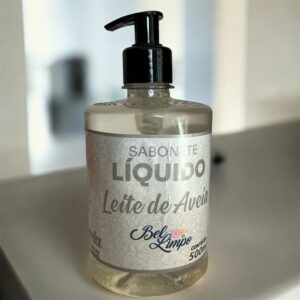 SABONETE
LÍQUIDO
Leite de Aveia
Bel
Limpo
500ml